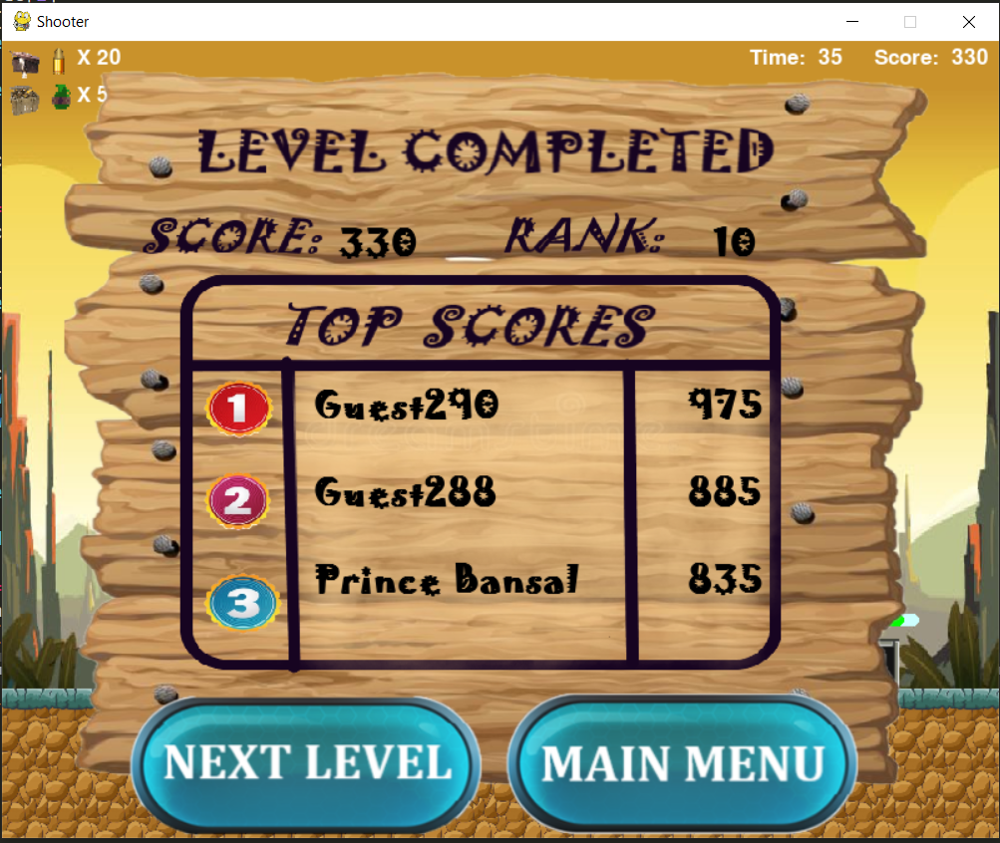 Shooter
X 20 Time: 35 Score: 330
X 5
LEVEL COMPLETED
SCORE: 330 RANK: 10
TOP SCORES
1 Guest290 975
2 Guest288 885
3 Prince Bansal 835
NEXT LEVEL MAIN MENU